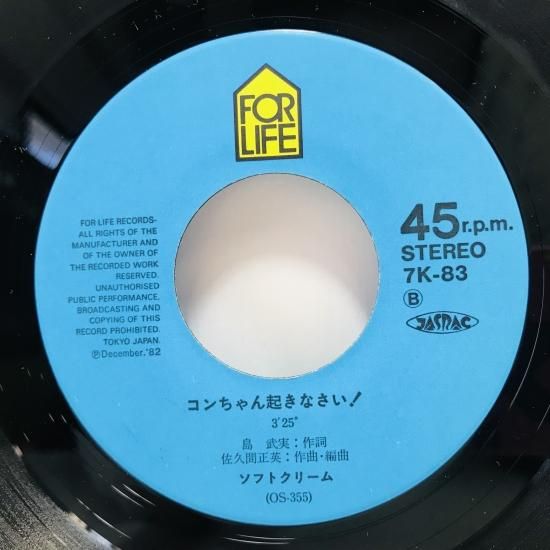 FOR
LIFE
FOR LIFE RECORDS-
ALL RIGHTS OF THE
MANUFACTURER AND
OF THE OWNER OF
THE RECORDED WORK
RESERVED.
UNAUTHORISED
PUBLIC PERFORMANCE,
BROADCASTING AND
COPYING OF THIS
RECORD PROHIBITED.
TOKYO JAPAN.
ⓅDecember,'82
45r.p.m.
STEREO
7K-83
Ⓑ
JASRAC
コンちゃん起きなさい!
3'25"
島 武実:作詞
佐久間正英:作曲・編曲
ソフトクリーム
(OS-355)